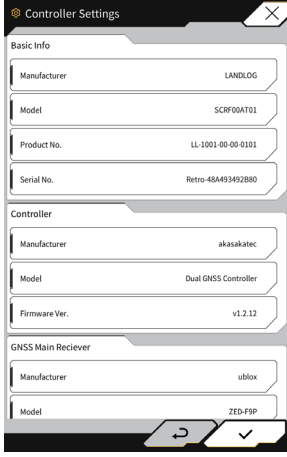 Controller Settings
Basic Info
Manufacturer LANDLOG
Model SCRF00AT01
Product No. LL-1001-00-00-0101
Serial No. Retro-48A493492B80
Controller
Manufacturer akasakatec
Model Dual GNSS Controller
Firmware Ver. v1.2.12
GNSS Main Reciever
Manufacturer ublox
Model ZED-F9P